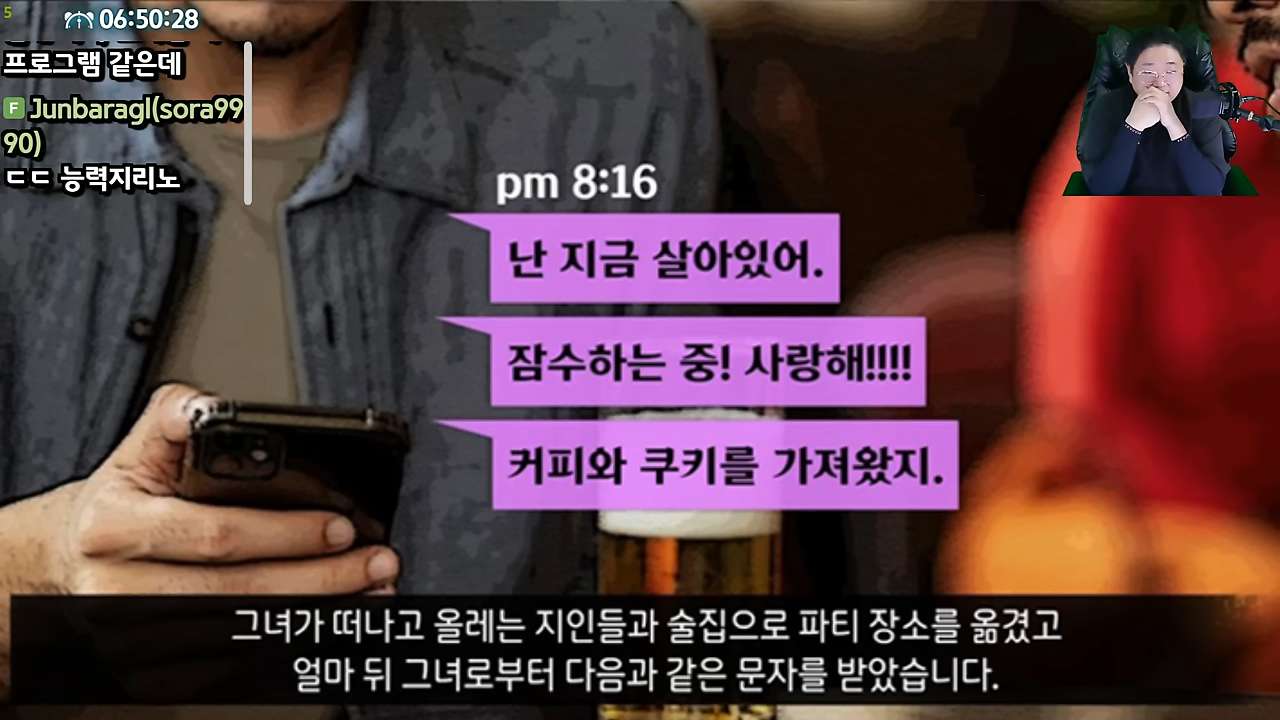 5
06:50:28
프로그램 같은데
F Junbaragl(sora99
90)
ㄷㄷ 능력지리노
pm 8:16
난 지금 살아있어.
잠수하는 중! 사랑해!!!!
커피와 쿠키를 가져왔지.
그녀가 떠나고 올레는 지인들과 술집으로 파티 장소를 옮겼고
얼마 뒤 그녀로부터 다음과 같은 문자를 받았습니다.